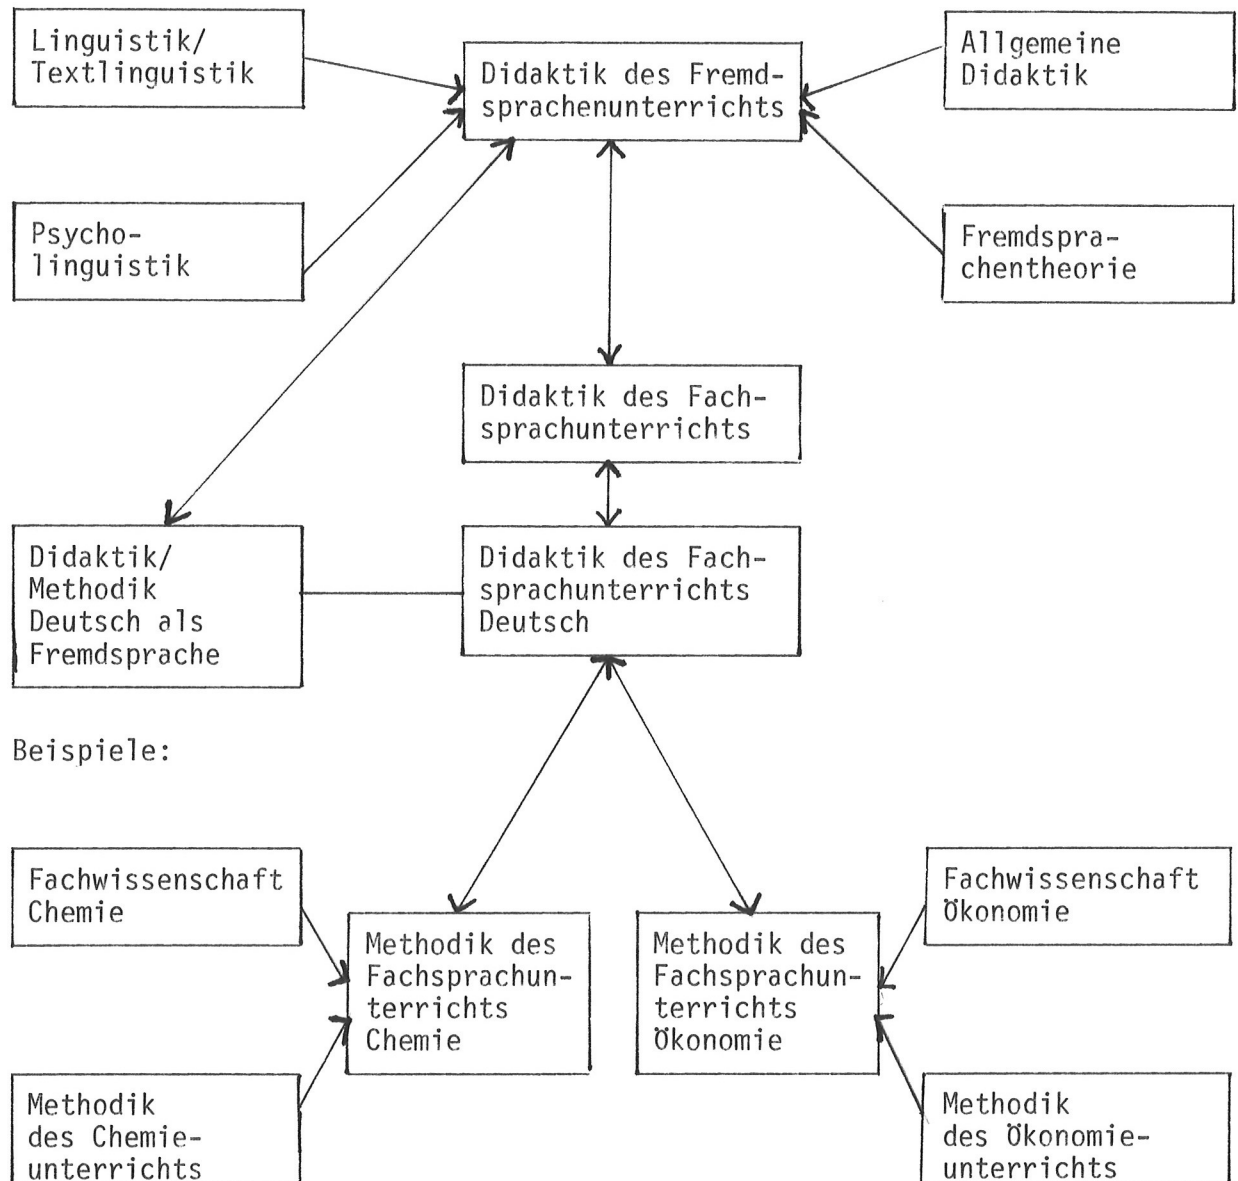 Linguistik/
Textlinguistik
Didaktik des Fremd-
sprachenunterrichts
Allgemeine
Didaktik
Psycho-
linguistik
Fremdspra-
chentheorie
Didaktik des Fach-
sprachunterrichts
Didaktik/
Methodik
Deutsch als
Fremdsprache
Didaktik des Fach-
sprachunterrichts
Deutsch
Beispiele:
Fachwissenschaft
Chemie
Methodik des
Fachsprachun-
terrichts
Chemie
Methodik des
Fachsprachun-
terrichts
Ökonomie
Fachwissenschaft
Ökonomie
Methodik
des Chemie-
unterrichts
Methodik
des Ökonomie-
unterrichts